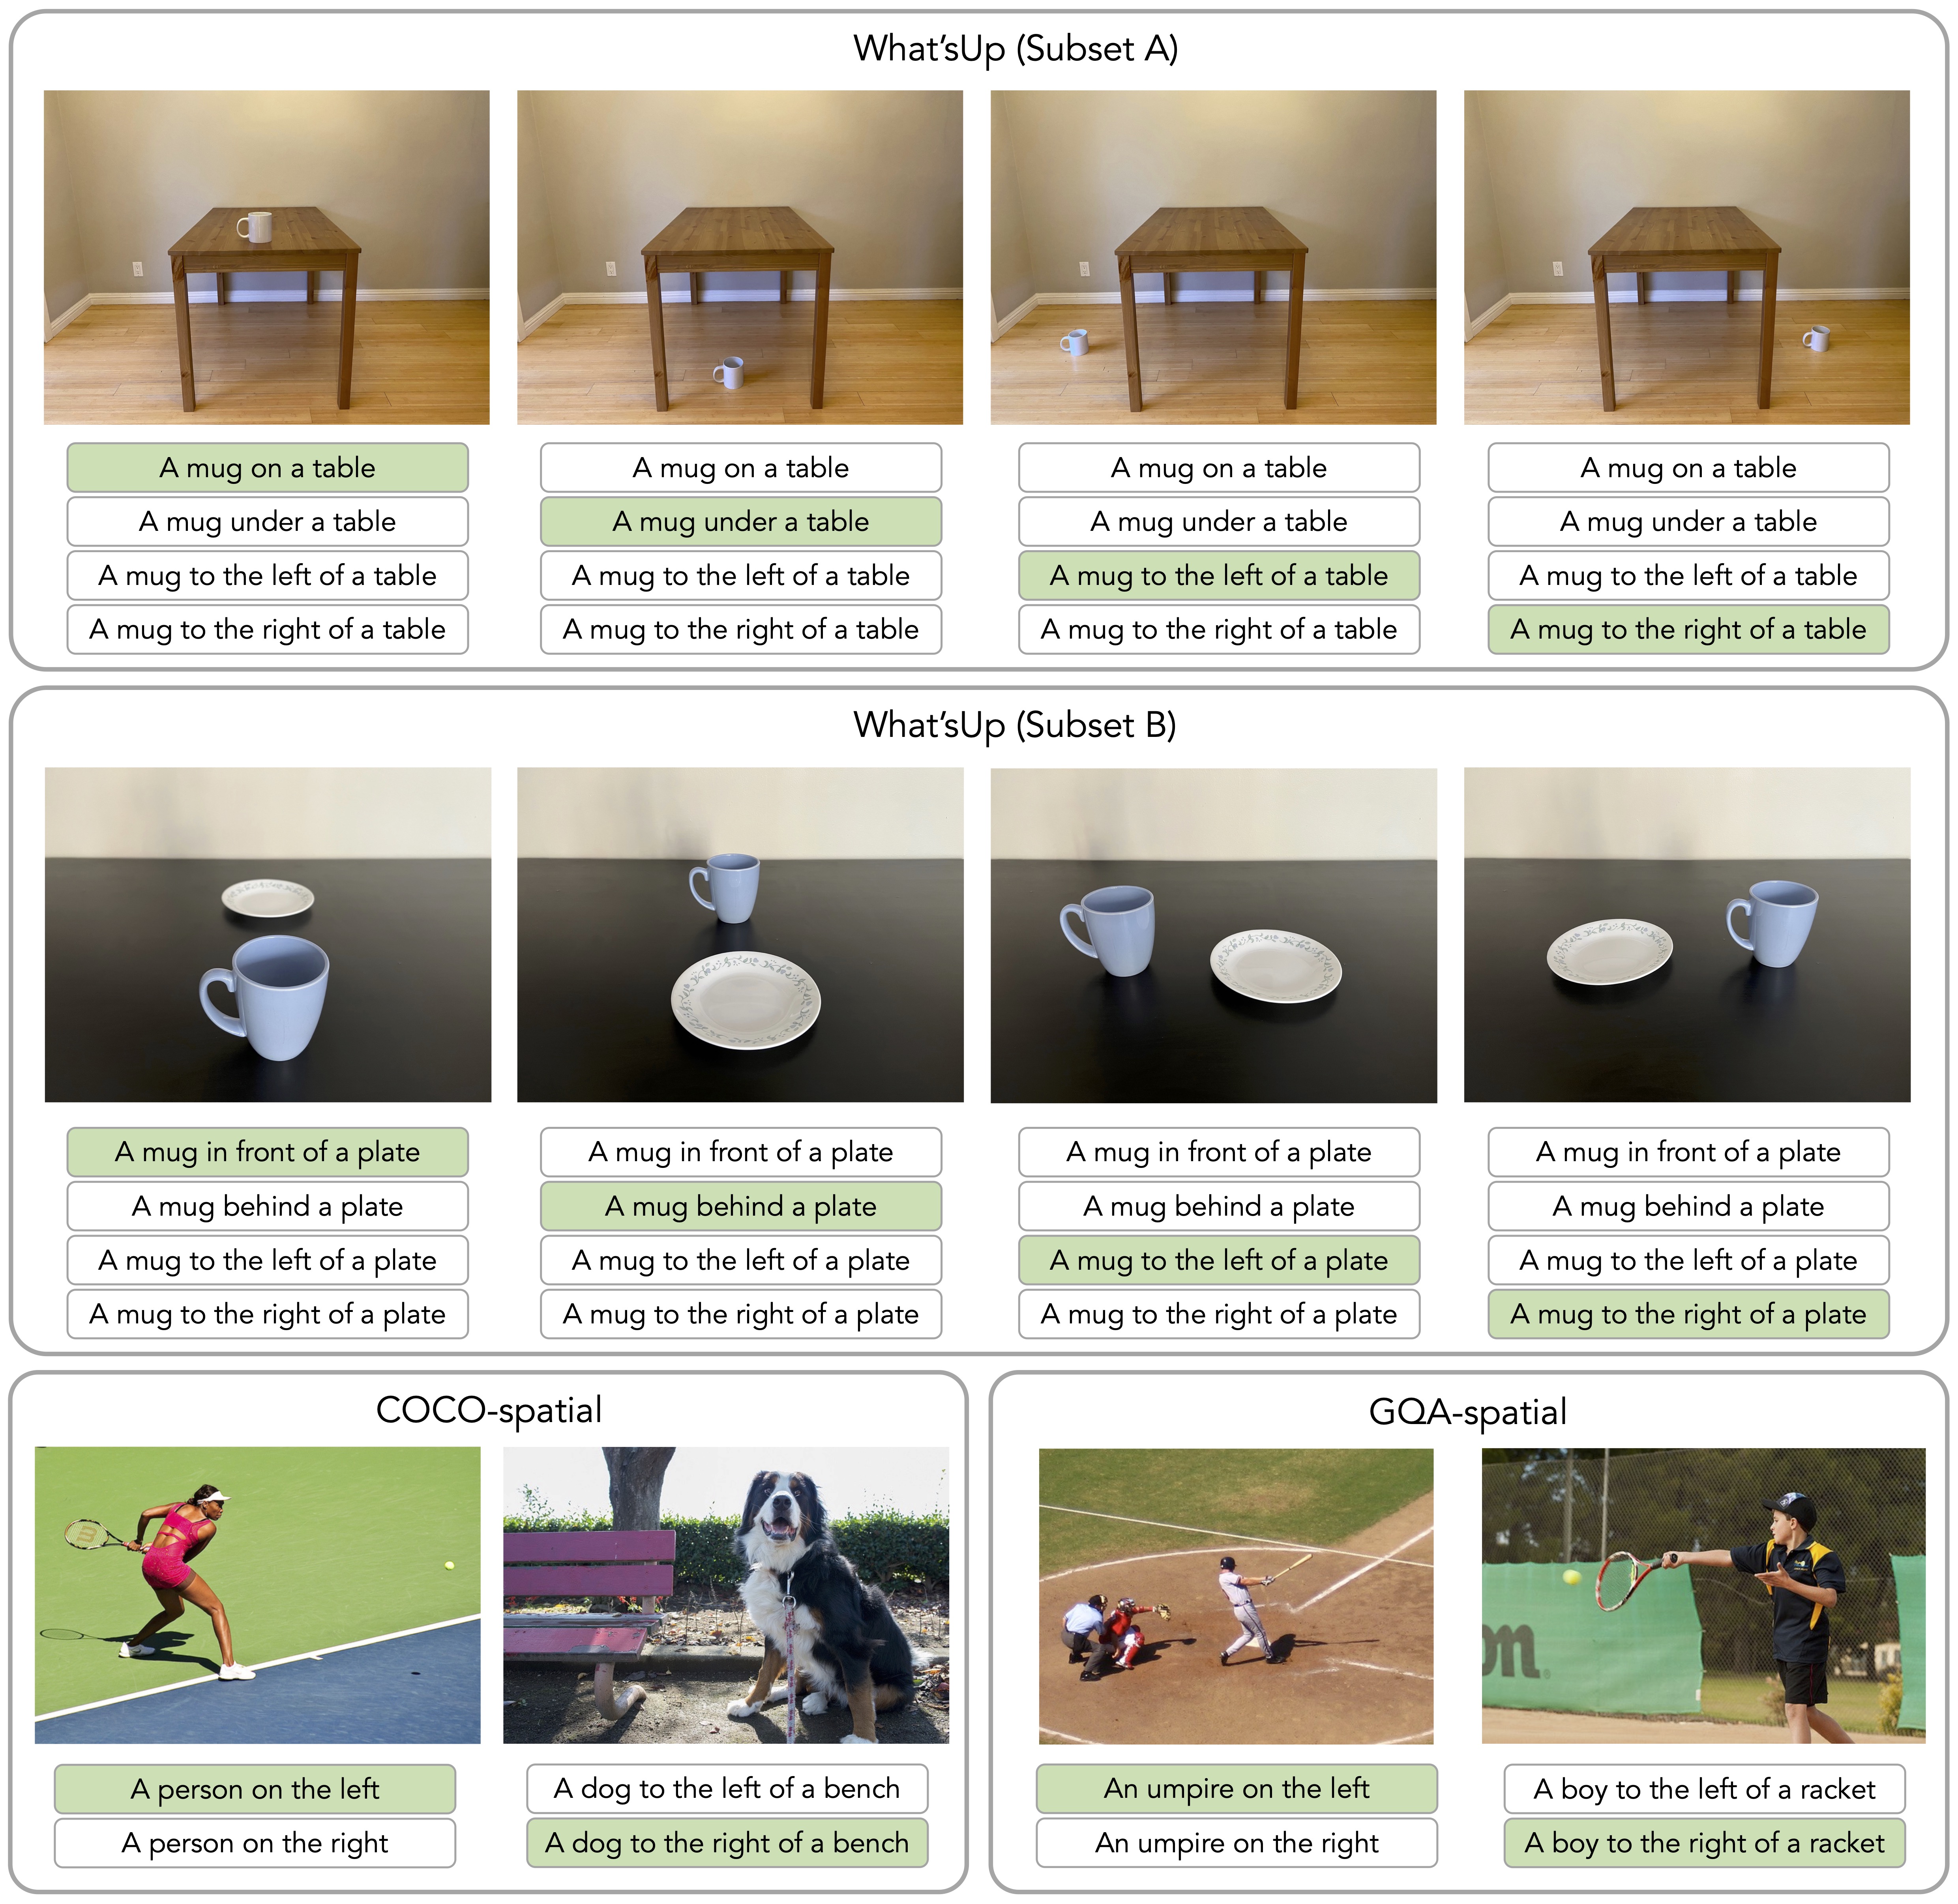 What'sUp (Subset A)
A mug on a table
A mug under a table
A mug to the left of a table
A mug to the right of a table
A mug on a table
A mug under a table
A mug to the left of a table
A mug to the right of a table
A mug on a table
A mug under a table
A mug to the left of a table
A mug to the right of a table
A mug on a table
A mug under a table
A mug to the left of a table
A mug to the right of a table
What'sUp (Subset B)
A mug in front of a plate
A mug behind a plate
A mug to the left of a plate
A mug to the right of a plate
A mug in front of a plate
A mug behind a plate
A mug to the left of a plate
A mug to the right of a plate
A mug in front of a plate
A mug behind a plate
A mug to the left of a plate
A mug to the right of a plate
A mug in front of a plate
A mug behind a plate
A mug to the left of a plate
A mug to the right of a plate
COCO-spatial
A person on the left
A person on the right
A dog to the left of a bench
A dog to the right of a bench
GQA-spatial
on
An umpire on the left
An umpire on the right
A boy to the left of a racket
A boy to the right of a racket